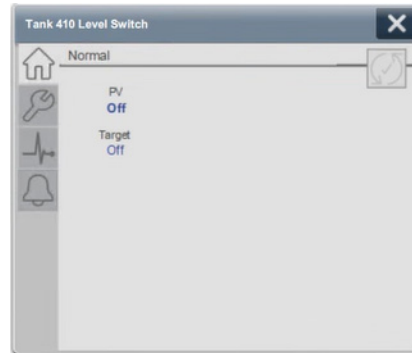 Tank 410 Level Switch
Normal
PV
Off
Target
Off